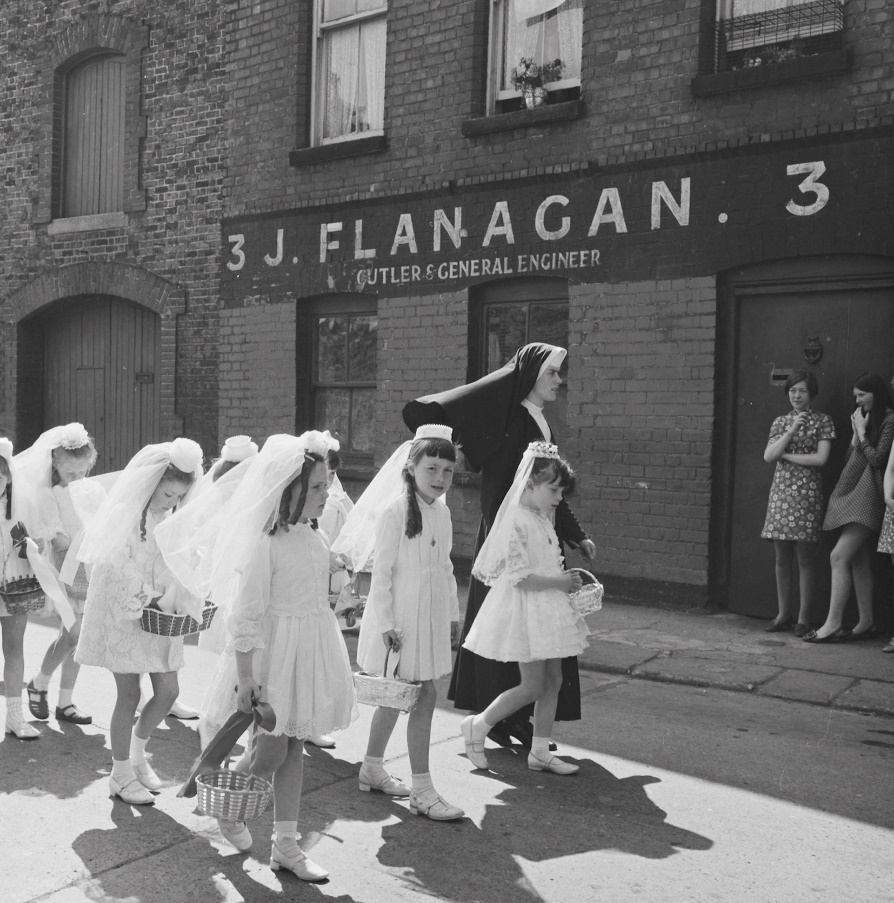 3 J. FLANAGAN. 3
CUTLER & GENERAL ENGINEER